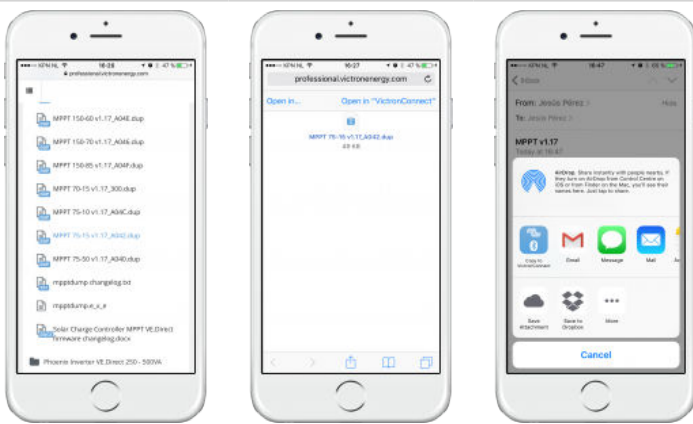 KPN NL 16:28 47 %
professional.victronenergy.com
MPPT 150-60 v1.17_A04E.dup
MPPT 150-70 v1.17_A046.dup
MPPT 150-85 v1.17_A04F.dup
MPPT 70-15 v1.17_300.dup
MPPT 75-10 v1.17_A04C.dup
MPPT 75-15 v1.17_A042.dup
MPPT 75-50 v1.17_A040.dup
mpptdump changelog.txt
mpptdump.e_x_e
Solar Charge Controller MPPT VE.Direct
firmware changelog.docx
Phoenix Inverter VE.Direct 250 - 500VA
KPN NL 16:27 47 %
professional.victronenergy.com
Open in... Open in "VictronConnect"
MPPT 75-15 v1.17_A042.dup
KPN NL 16:47
Inbox
From: Jesús Pérez Hide
To: Jesús Pérez
MPPT v1.17
Today at 16:47
AirDrop. Share instantly with people nearby. If
they turn on AirDrop from Control Centre on
iOS or from Finder on the Mac, you'll see their
names here. Just tap to share.
Copy to
VictronConnect
Email
Message
Mail
Save
Attachment
Save to
Dropbox
More
Cancel